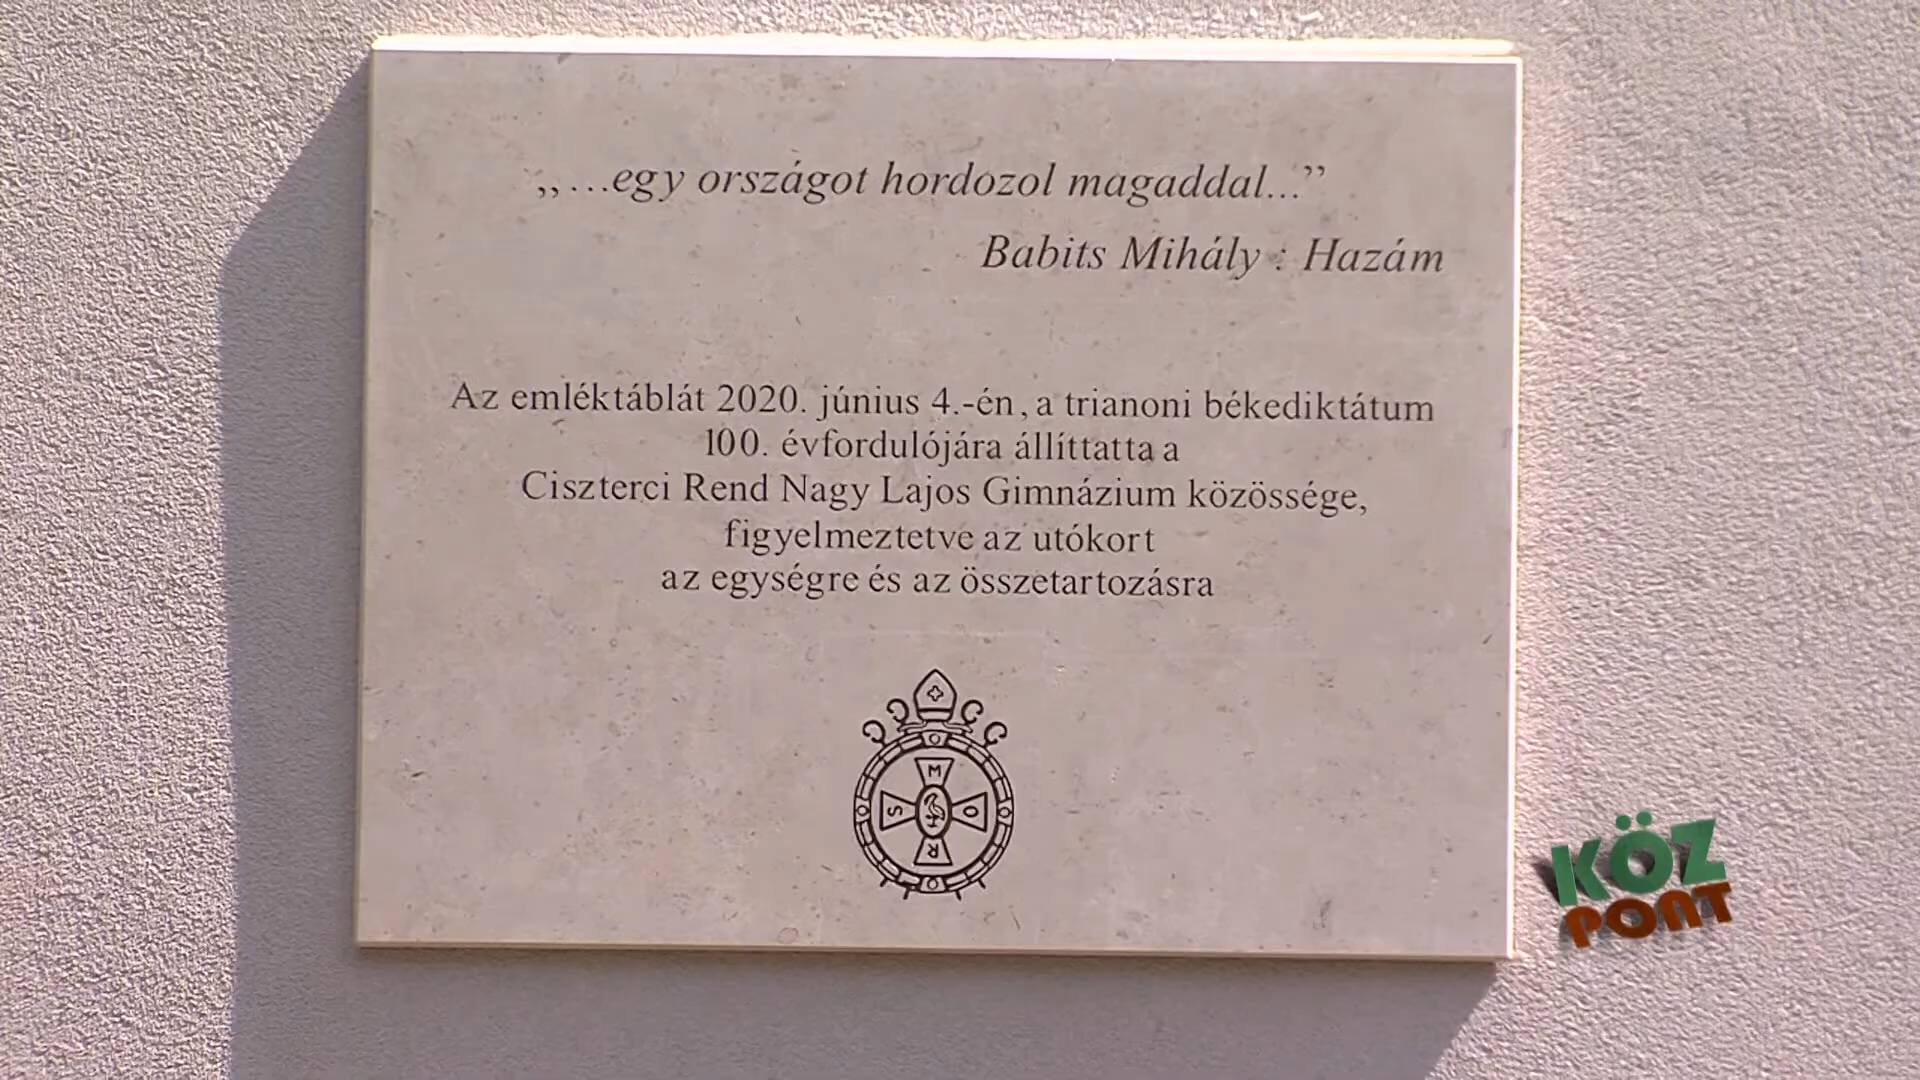 „…egy országot hordozol magaddal…”
Babits Mihály : Hazám
Az emléktáblát 2020. június 4.-én, a trianoni békediktátum
100. évfordulójára állíttatta a
Ciszterci Rend Nagy Lajos Gimnázium közössége,
figyelmeztetve az utókort
az egységre és az összetartozásra
M
S O
R
KÖZ
PONT